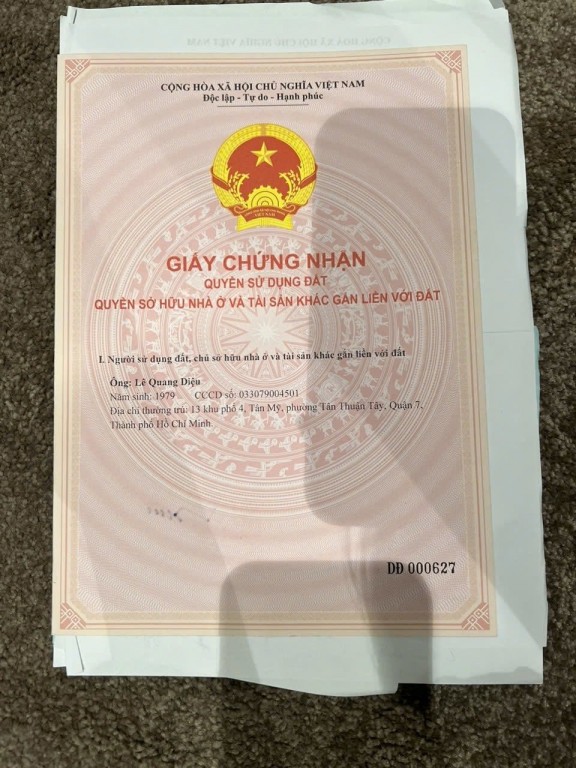 CỘNG HÒA XÃ HỘI CHỦ NGHĨA VIỆT NAM
Độc lập - Tự do - Hạnh phúc
VIỆT NAM
GIẤY CHỨNG NHẬN
QUYỀN SỬ DỤNG ĐẤT
QUYỀN SỞ HỮU NHÀ Ở VÀ TÀI SẢN KHÁC GẮN LIỀN VỚI ĐẤT
I. Người sử dụng đất, chủ sở hữu nhà ở và tài sản khác gắn liền với đất
Ông: Lê Quang Diệu
Năm sinh: 1979 CCCD số: 033079004501
Địa chỉ thường trú: 13 khu phố 4, Tân Mỹ, phường Tân Thuận Tây, Quận 7,
Thành phố Hồ Chí Minh.
DĐ 000627